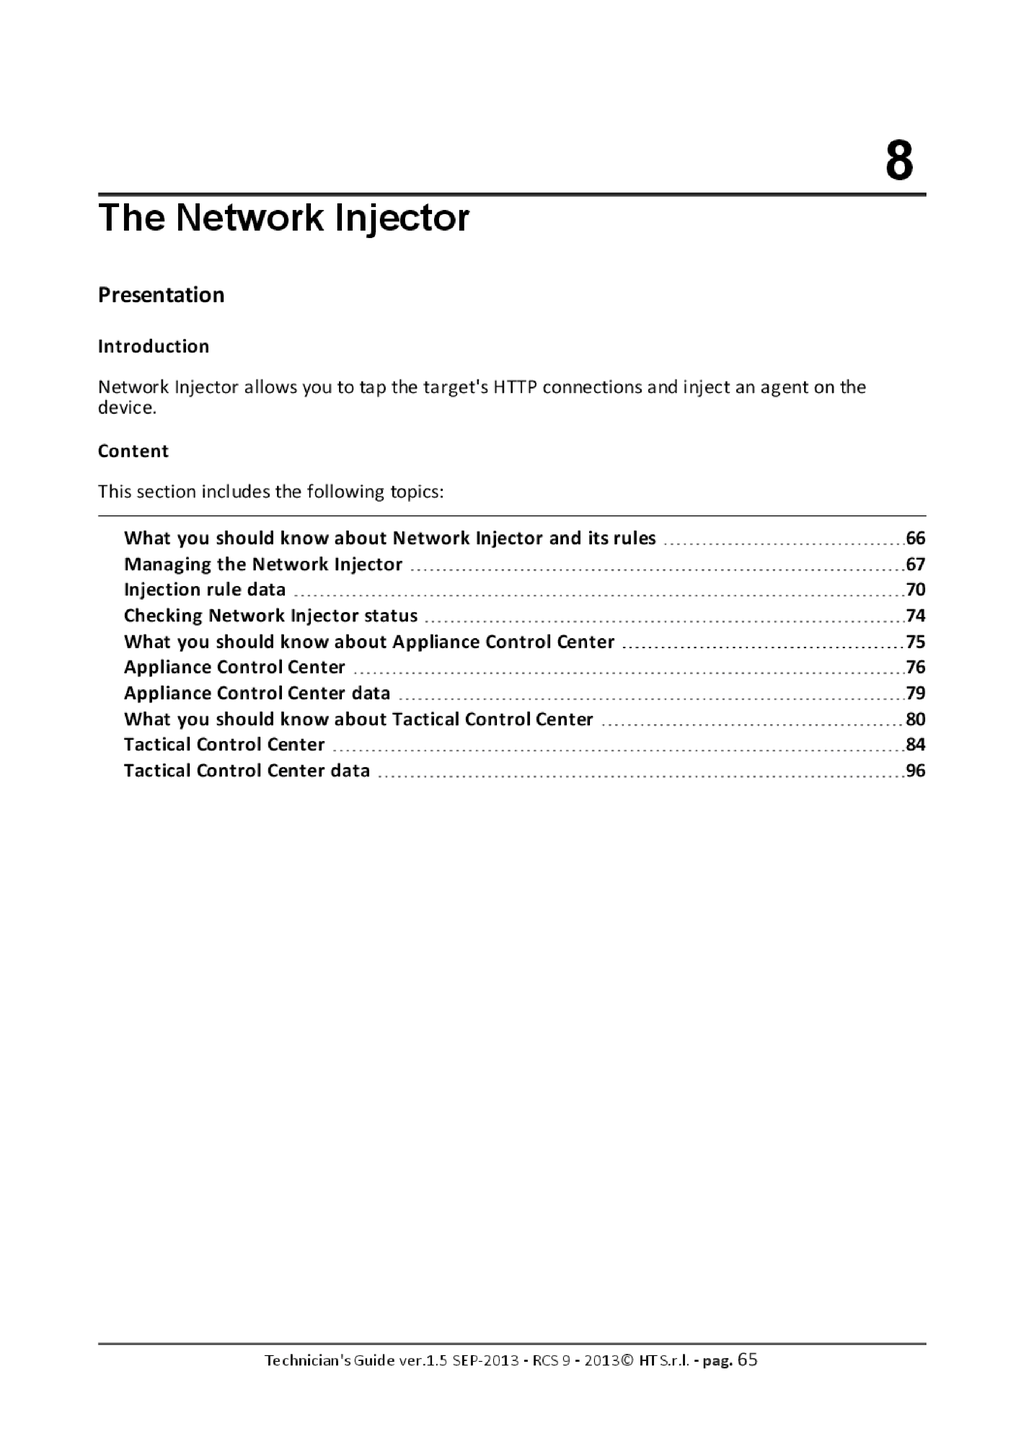 8
The Network Injector
Presentation
Introduction
Network Injector allows you to tap the target's HTTP connections and inject an agent on the
device.
Content
This section includes the following topics:
What you should know about Network Injector and its rules 66
Managing the Network Injector 67
Injection rule data 70
Checking Network Injector status 74
What you should know about Appliance Control Center 75
Appliance Control Center 76
Appliance Control Center data 79
What you should know about Tactical Control Center 80
Tactical Control Center 84
Tactical Control Center data 96
Technician's Guide ver.1.5 SEP-2013 - RCS 9 - 2013© HT S.r.l. - pag. 65